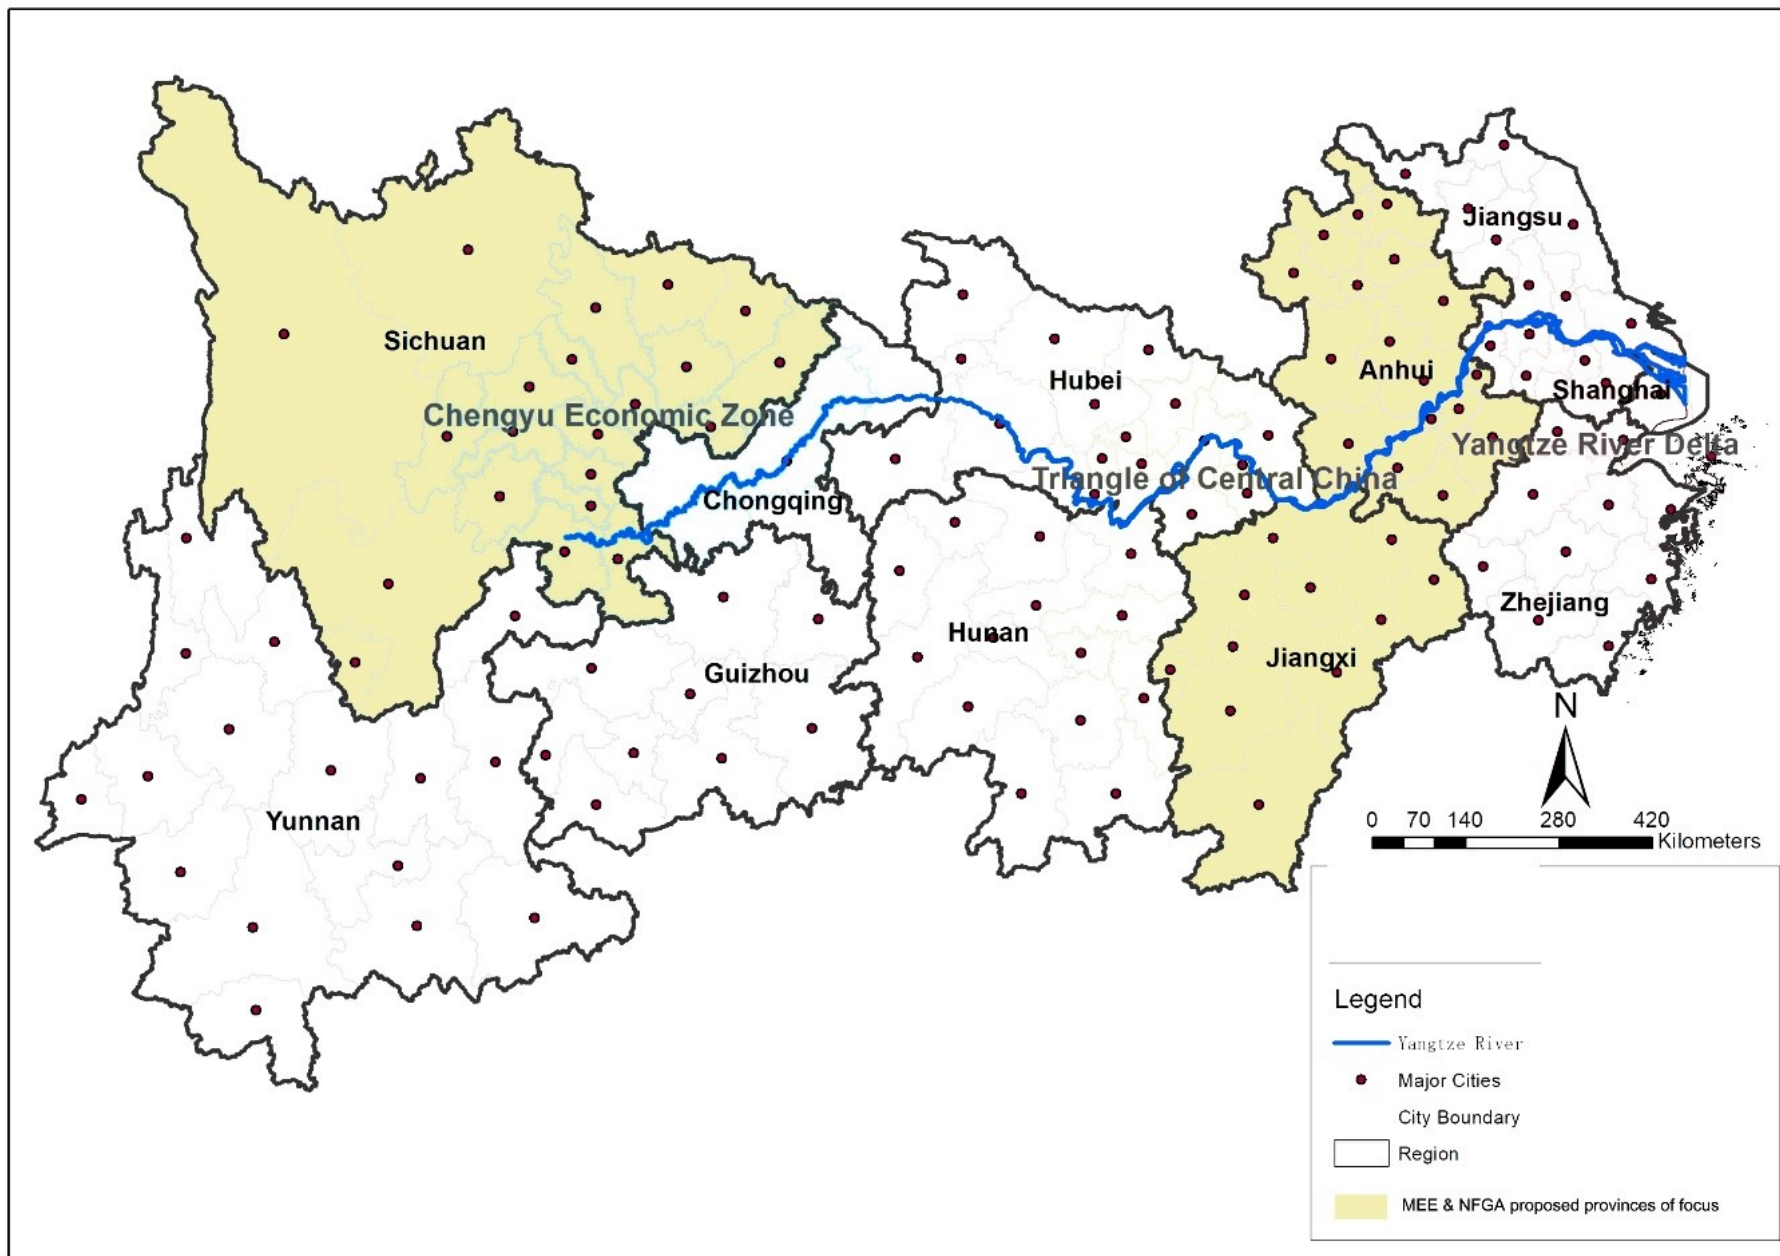 Jiangsu
Sichuan
Hubei
Anhui
Shanghai
Chengyu Economic Zone
Yangtze River Delta
Triangle of Central China
Chongqing
Zhejiang
Hunan
Jiangxi
Guizhou
Yunnan
N
0 70 140 280 420
Kilometers
Legend
Yangtze River
Major Cities
City Boundary
Region
MEE & NFGA proposed provinces of focus